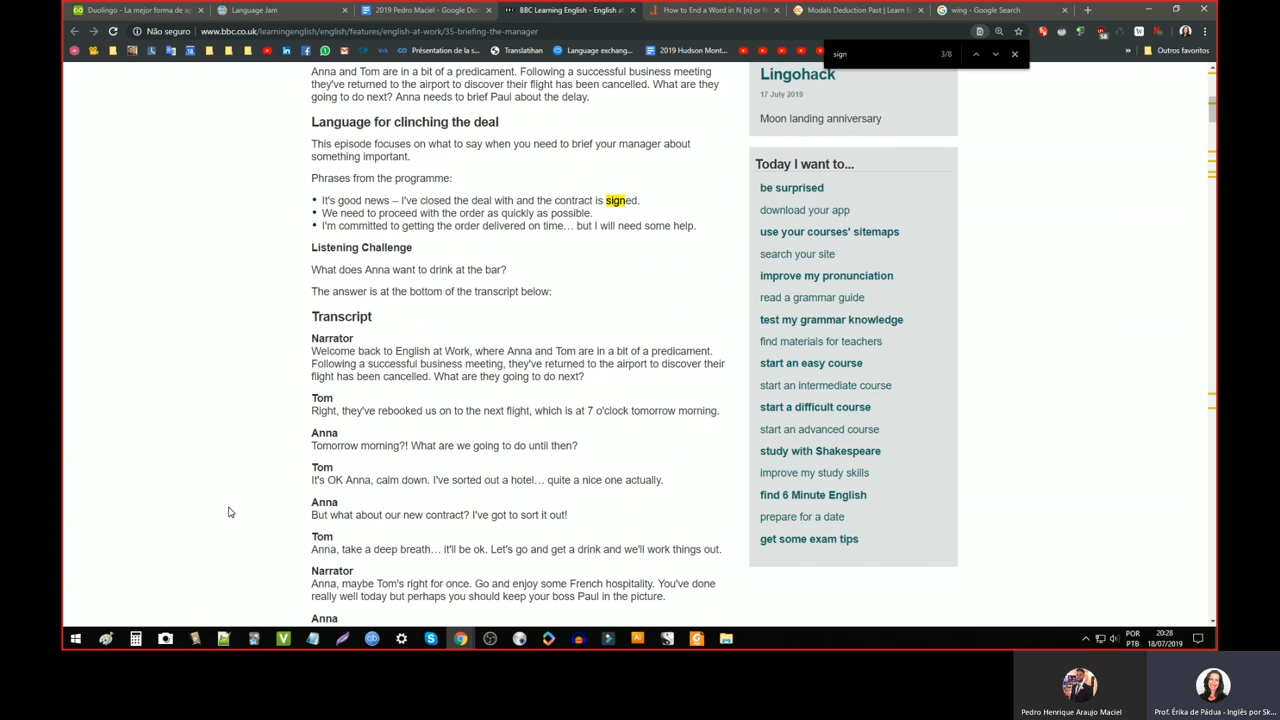 Duolingo - La mejor forma de ap
Language Jam
2019 Pedro Maciel - Google Doc
BBC Learning English - English at
How to End a Word in N [n] or N
Modals Deduction Past | Learn E
wing - Google Search
Não seguro
www.bbc.co.uk/learningenglish/english/features/english-at-work/35-briefing-the-manager
Présentation de la s...
Translatihan
Language exchang...
2019 Hudson Mont...
Outros favoritos
sign
3/8
Anna and Tom are in a bit of a predicament. Following a successful business meeting
they've returned to the airport to discover their flight has been cancelled. What are they
going to do next? Anna needs to brief Paul about the delay.
Language for clinching the deal
This episode focuses on what to say when you need to brief your manager about
something important.
Phrases from the programme:
• It's good news – I've closed the deal with and the contract is signed.
• We need to proceed with the order as quickly as possible.
• I'm committed to getting the order delivered on time… but I will need some help.
Listening Challenge
What does Anna want to drink at the bar?
The answer is at the bottom of the transcript below:
Transcript
Narrator
Welcome back to English at Work, where Anna and Tom are in a bit of a predicament.
Following a successful business meeting, they've returned to the airport to discover their
flight has been cancelled. What are they going to do next?
Tom
Right, they've rebooked us on to the next flight, which is at 7 o'clock tomorrow morning.
Anna
Tomorrow morning?! What are we going to do until then?
Tom
It's OK Anna, calm down. I've sorted out a hotel… quite a nice one actually.
Anna
But what about our new contract? I've got to sort it out!
Tom
Anna, take a deep breath… it'll be ok. Let's go and get a drink and we'll work things out.
Narrator
Anna, maybe Tom's right for once. Go and enjoy some French hospitality. You've done
really well today but perhaps you should keep your boss Paul in the picture.
Anna
Lingohack
17 July 2019
Moon landing anniversary
Today I want to...
be surprised
download your app
use your courses' sitemaps
search your site
improve my pronunciation
read a grammar guide
test my grammar knowledge
find materials for teachers
start an easy course
start an intermediate course
start a difficult course
start an advanced course
study with Shakespeare
improve my study skills
find 6 Minute English
prepare for a date
get some exam tips
POR
PTB
20:28
18/07/2019
Pedro Henrique Araujo Maciel
Prof. Érika de Pádua - Inglês por Sk...